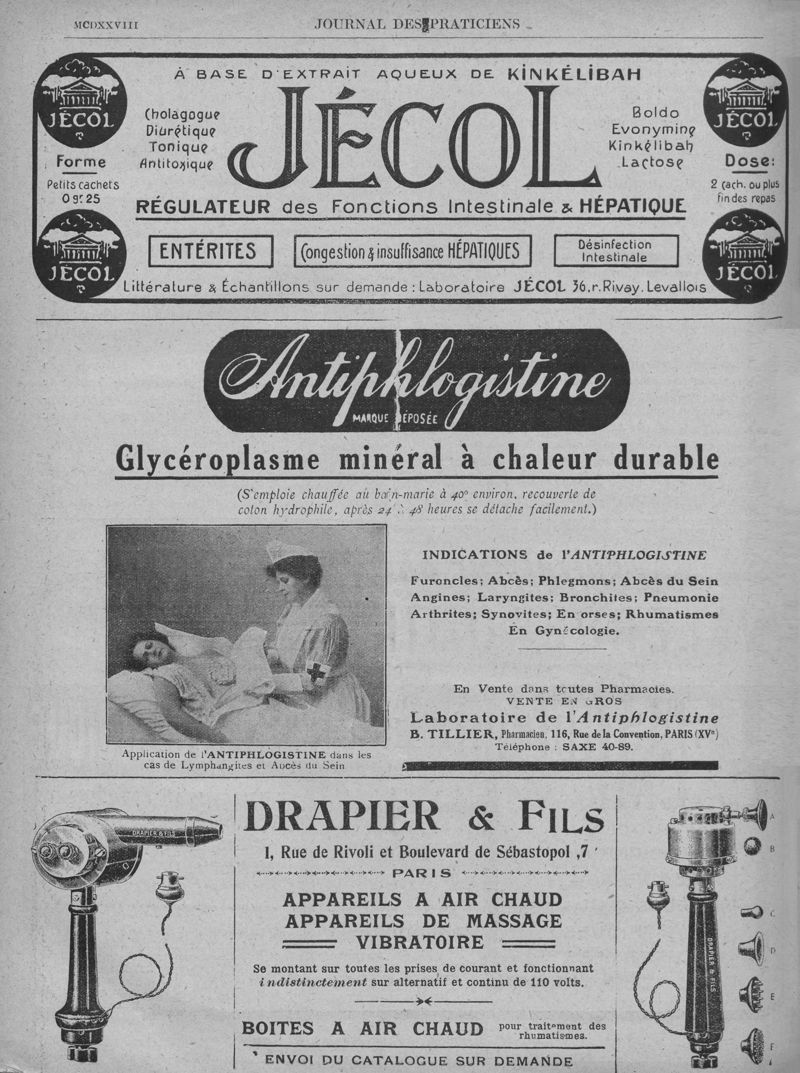 MCDXXVIII
JOURNAL DES PRATICIENS
À BASE D'EXTRAIT AQUEUX DE KINKÉLIBAH
JÉCOL
JÉCOL
Cholagogue
Diurétique
Tonique
Antitoxique
JÉCOL
Boldo
Evonymine
Kinkélibah
Lactose
Forme
Petits cachets
0gr.25
Dose:
2 cach. ou plus
fin des repas
RÉGULATEUR des Fonctions Intestinale & HÉPATIQUE
JÉCOL
JÉCOL
ENTÉRITES
Congestion & insuffisance HÉPATIQUES
Désinfection
Intestinale
Littérature & Échantillons sur demande : Laboratoire JÉCOL 36, r. Rivay. Levallois
Antiphlogistine
MARQUE DÉPOSÉE
Glycéroplasme minéral à chaleur durable
(S'emploie chauffée au bain-marie à 40° environ, recouverte de
coton hydrophile, après 24 à 48 heures se détache facilement.)
INDICATIONS de l'ANTIPHLOGISTINE
Furoncles; Abcès; Phlegmons; Abcès du Sein
Angines; Laryngites; Bronchites; Pneumonie
Arthrites; Synovites; En orses; Rhumatismes
En Gynécologie.
En Vente dans toutes Pharmacies.
VENTE EN GROS
Laboratoire de l'Antiphlogistine
B. TILLIER, Pharmacien, 116, Rue de la Convention, PARIS (XVe)
Téléphone : SAXE 40-89.
Application de l'ANTIPHLOGISTINE dans les
cas de Lymphangites et Abcès du Sein
DRAPIER & FILS
DRAPIER & FILS
1, Rue de Rivoli et Boulevard de Sébastopol, 7
PARIS
APPAREILS A AIR CHAUD
APPAREILS DE MASSAGE
VIBRATOIRE
Se montant sur toutes les prises de courant et fonctionnant
indistinctement sur alternatif et continu de 110 volts.
BOITES A AIR CHAUD pour traitement des
rhumatismes.
ENVOI DU CATALOGUE SUR DEMANDE
DRAPIER & FILS
A
B
C
D
E
F